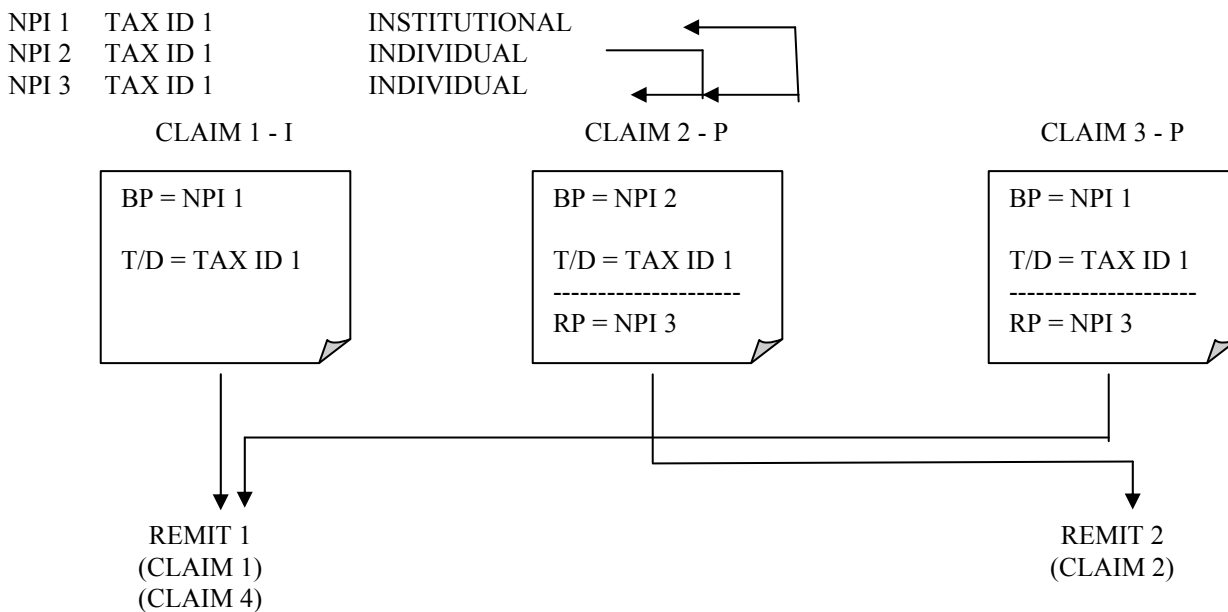 NPI 1 TAX ID 1 INSTITUTIONAL
NPI 2 TAX ID 1 INDIVIDUAL
NPI 3 TAX ID 1 INDIVIDUAL
CLAIM 1 - I
CLAIM 2 - P
CLAIM 3 - P
BP = NPI 1
T/D = TAX ID 1
BP = NPI 2
T/D = TAX ID 1
---------------------
RP = NPI 3
BP = NPI 1
T/D = TAX ID 1
---------------------
RP = NPI 3
REMIT 1
(CLAIM 1)
(CLAIM 4)
REMIT 2
(CLAIM 2)